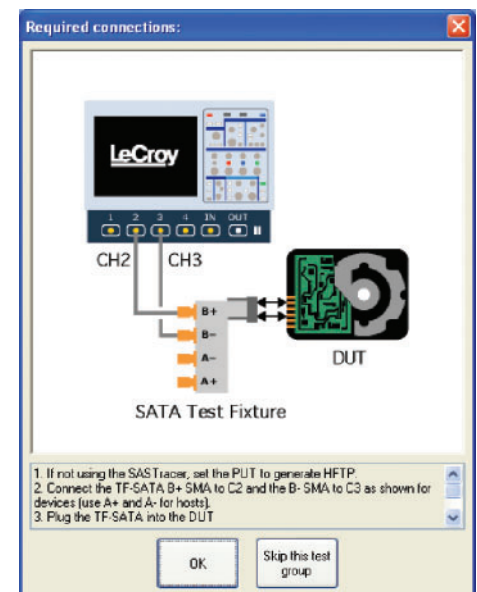 Required connections:
LeCroy
1 2 3 4 IN OUT
CH2 CH3
B+
B-
A-
A+
DUT
SATA Test Fixture
1. If not using the SASTracer, set the PUT to generate HFTP.
2. Connect the TF-SATA B+ SMA to C2 and the B- SMA to C3 as shown for
devices (use A+ and A- for hosts).
3. Plug the TF-SATA into the DUT
OK
Skip this test
group